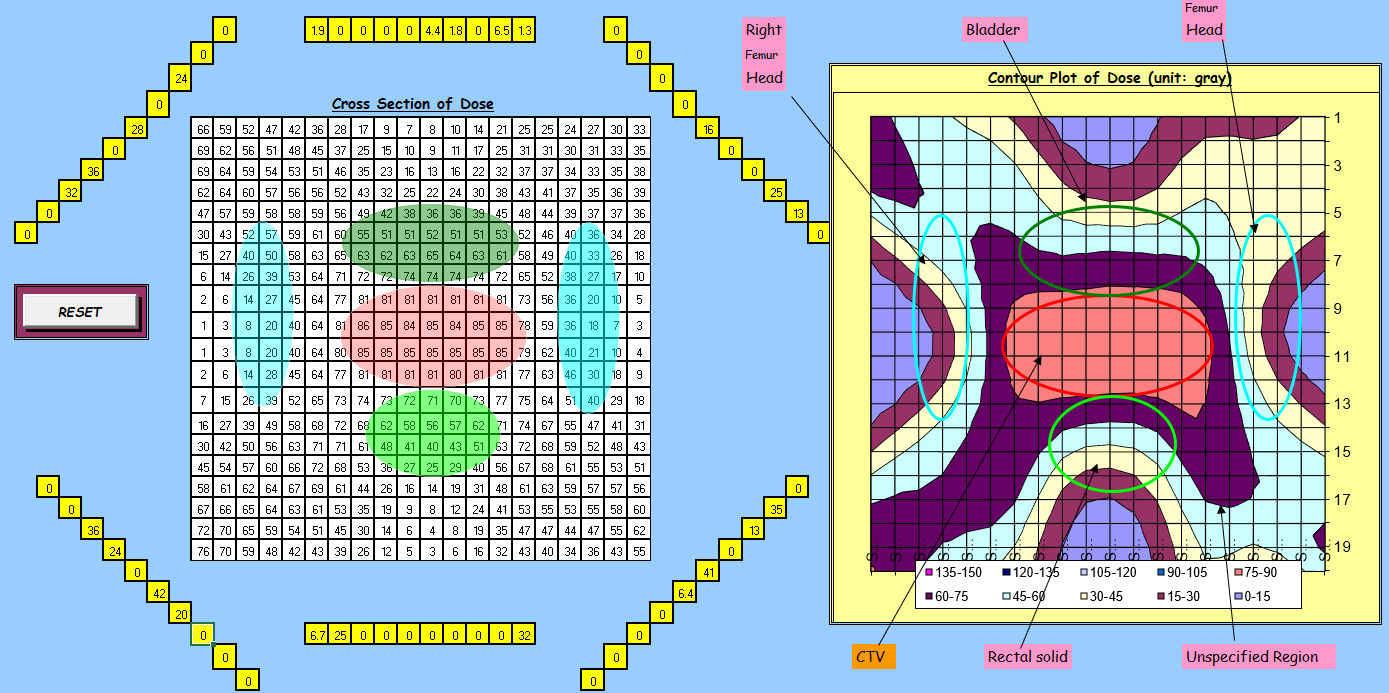 0
1.9 0 0 0 0 4.4 1.8 0 6.5 1.3
0
0
0
24
0
0
0
28
16
0
0
36
0
32
25
0
13
0
0
Cross Section of Dose
66 59 52 47 42 36 28 17 9 7 8 10 14 21 25 25 24 27 30 33
69 62 56 51 48 45 37 25 15 10 9 11 17 25 31 32 31 31 33 35
69 64 59 54 53 51 46 35 23 16 13 16 22 32 37 37 34 33 35 38
62 64 60 57 56 56 52 43 32 25 22 24 30 38 43 41 37 35 36 39
47 57 59 58 58 59 56 49 42 38 36 36 39 45 48 44 39 37 37 36
30 43 52 57 59 61 60 55 51 51 52 51 51 53 52 46 40 36 34 28
15 27 40 50 58 63 65 63 62 63 65 64 63 61 58 49 40 33 26 18
6 14 26 39 53 64 71 72 74 74 74 74 72 65 52 38 27 17 10
2 6 14 27 45 64 77 81 81 81 81 81 81 81 73 56 36 20 10 5
1 3 8 20 40 64 81 86 85 84 85 84 85 85 78 59 36 18 7 3
1 3 8 20 40 64 80 85 85 85 85 85 85 85 79 62 40 21 10 4
2 6 14 28 45 64 77 81 81 81 81 80 81 81 77 63 46 30 18 9
7 15 26 39 52 65 73 74 73 72 71 70 73 77 74 64 51 40 29 18
16 27 39 49 58 68 72 68 62 58 56 57 62 71 74 67 55 47 41 31
30 42 50 56 63 71 71 61 48 41 40 43 51 63 72 68 59 52 48 43
45 54 57 60 66 72 68 53 36 27 25 29 40 56 67 68 61 55 53 51
58 61 62 64 67 69 61 44 26 16 14 19 31 48 61 63 59 57 57 56
67 66 65 64 63 61 53 35 19 9 8 12 24 41 53 55 53 55 58 60
72 70 65 59 54 51 45 30 14 6 4 8 19 35 47 47 44 47 55 62
76 70 59 48 42 43 39 26 12 5 3 6 16 32 43 40 34 36 43 55
RESET
0
0
36
24
0
42
20
0
0
0
6.7 25 0 0 0 0 0 0 0 32
0
35
13
0
41
6.4
0
0
0
0
Right
Femur
Head
Bladder
Femur
Head
Contour Plot of Dose (unit: gray)
1
3
5
7
9
11
13
15
17
19
135-150 120-135 105-120 90-105 75-90
60-75 45-60 30-45 15-30 0-15
CTV
Rectal solid
Unspecified Region